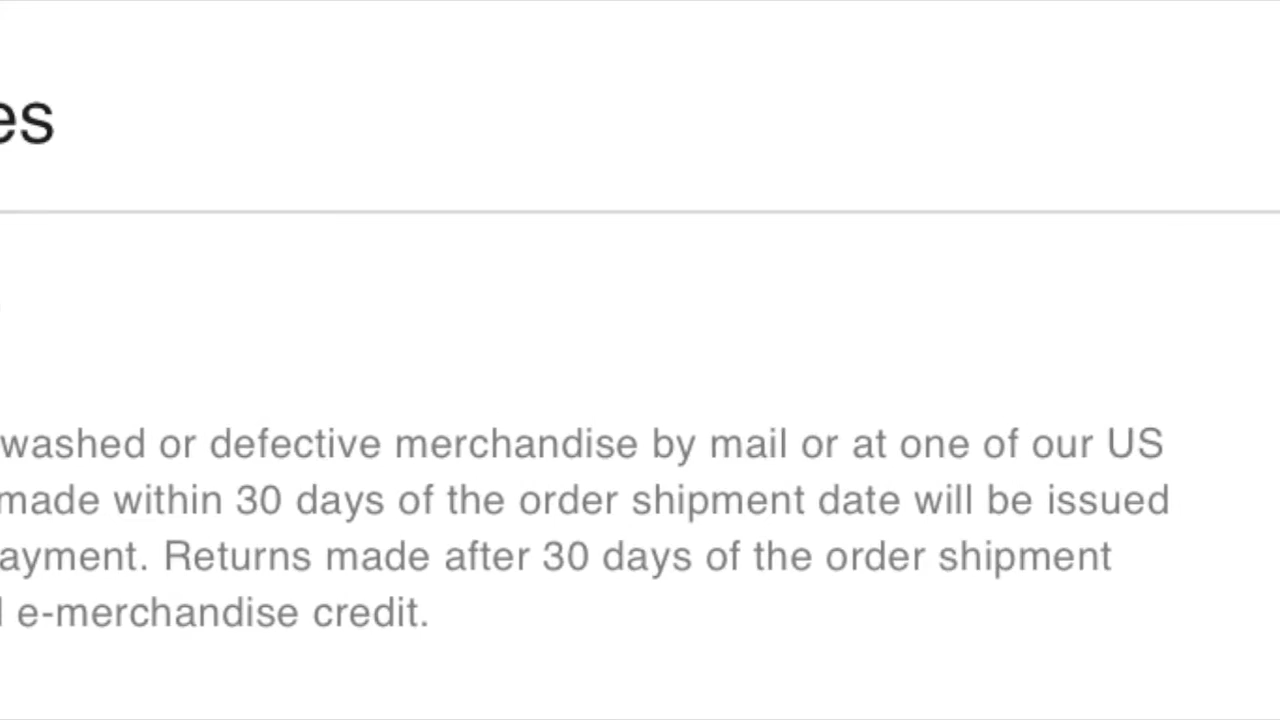 es
washed or defective merchandise by mail or at one of our US
made within 30 days of the order shipment date will be issued
ayment. Returns made after 30 days of the order shipment
e-merchandise credit.